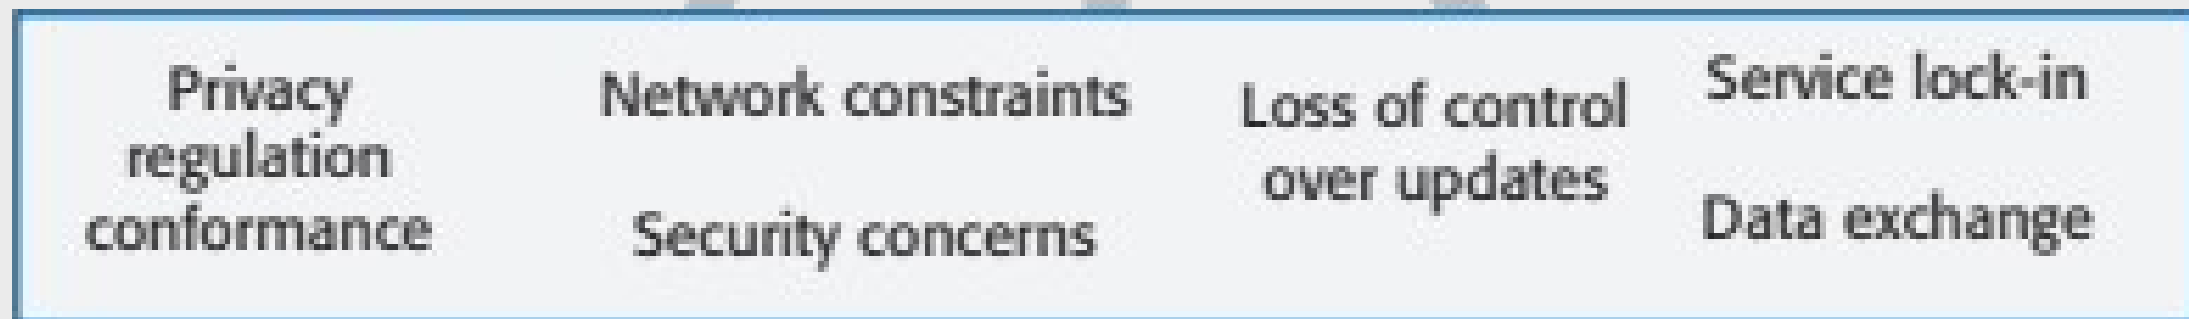 Privacy
regulation
conformance
Network constraints
Security concerns
Loss of control
over updates
Service lock-in
Data exchange